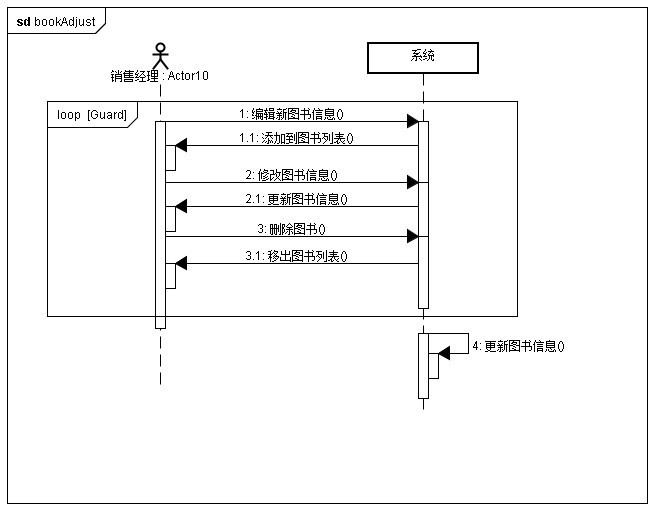 sd bookAdjust
销售经理 : Actor10
系统
loop [Guard]
1: 编辑新图书信息()
1.1: 添加到图书列表()
2: 修改图书信息()
2.1: 更新图书信息()
3: 删除图书()
3.1: 移出图书列表()
4: 更新图书信息()